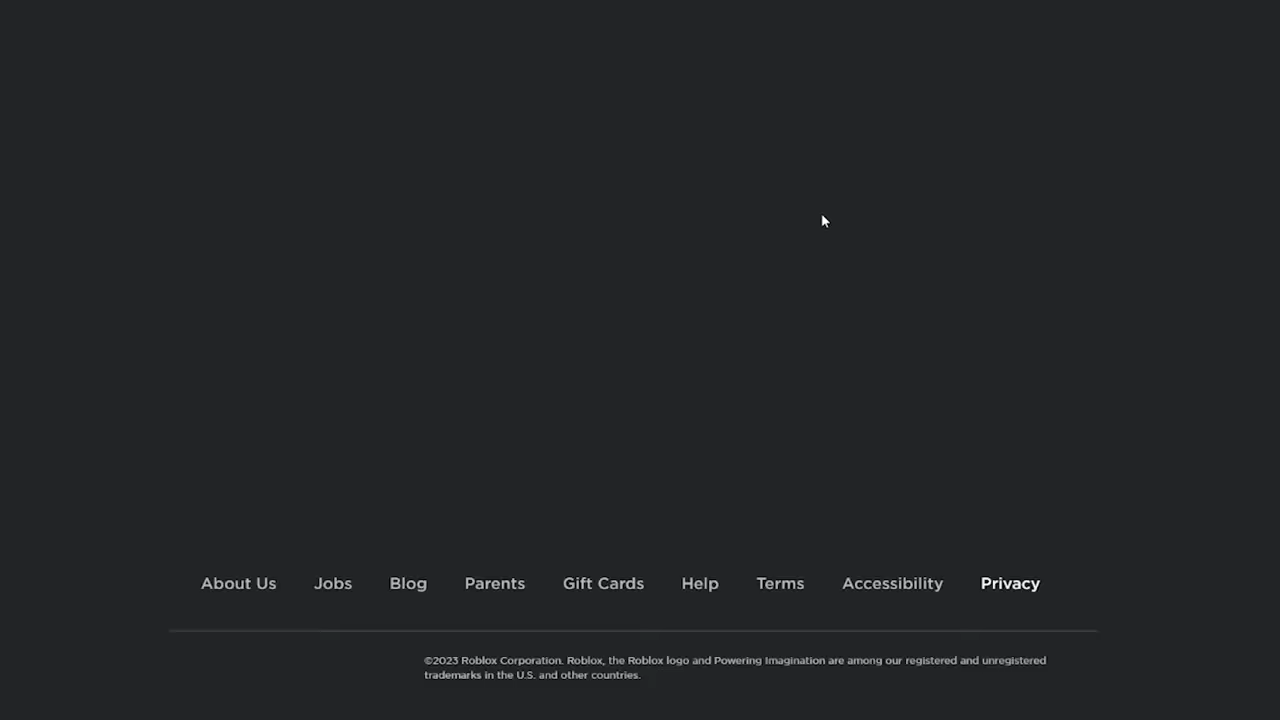 About Us Jobs Blog Parents Gift Cards Help Terms Accessibility Privacy
©2023 Roblox Corporation. Roblox, the Roblox logo and Powering Imagination are among our registered and unregistered
trademarks in the U.S. and other countries.